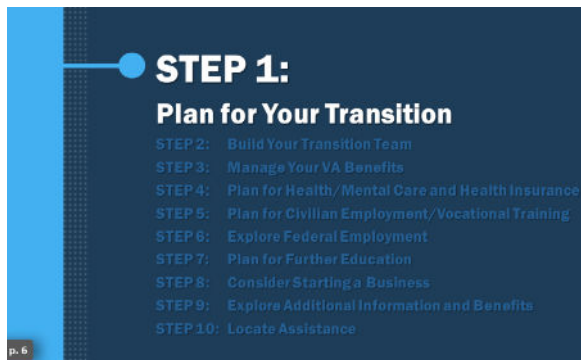 STEP 1:
Plan for Your Transition
STEP 2: Build Your Transition Team
STEP 3: Manage Your VA Benefits
STEP 4: Plan for Health/Mental Care and Health Insurance
STEP 5: Plan for Civilian Employment/Vocational Training
STEP 6: Explore Federal Employment
STEP 7: Plan for Further Education
STEP 8: Consider Starting a Business
STEP 9: Explore Additional Information and Benefits
STEP 10: Locate Assistance
p. 6